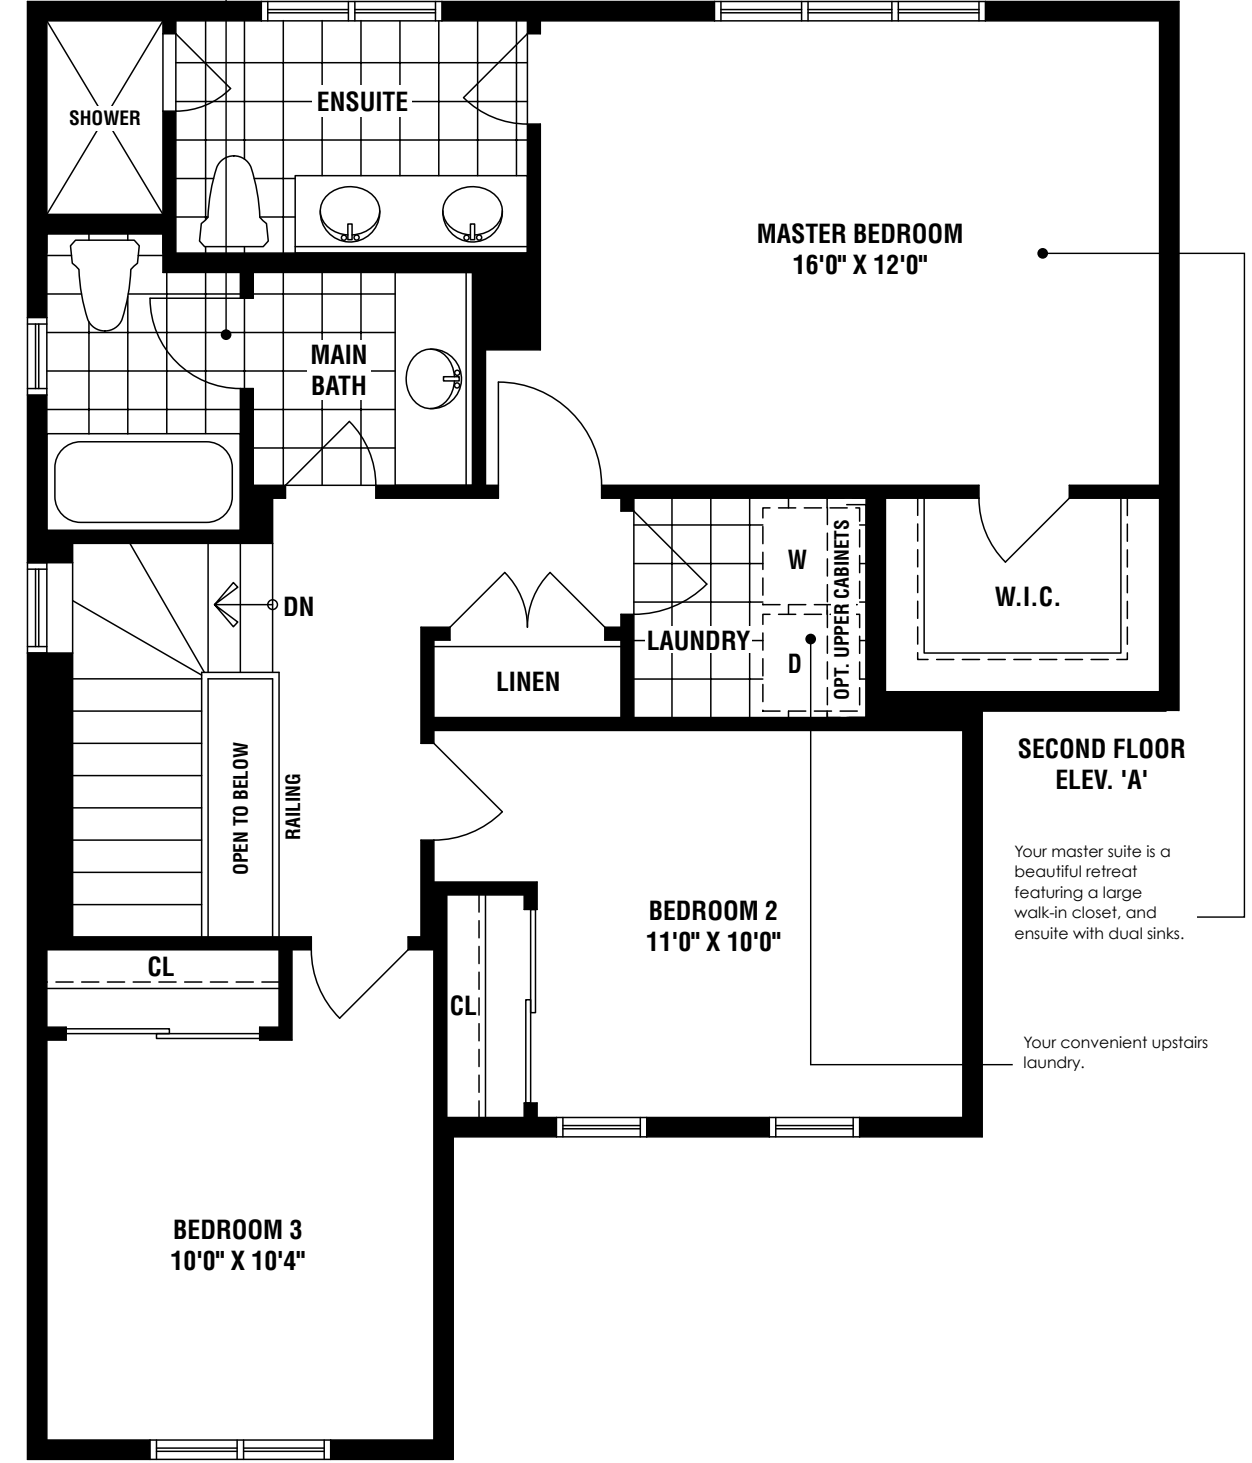 SHOWER
ENSUITE
MASTER BEDROOM
16'0" X 12'0"
MAIN
BATH
DN
W
D
OPT. UPPER CABINETS
LAUNDRY
W.I.C.
LINEN
OPEN TO BELOW
RAILING
SECOND FLOOR
ELEV. 'A'
Your master suite is a
beautiful retreat
featuring a large
walk-in closet, and
ensuite with dual sinks.
BEDROOM 2
11'0" X 10'0"
CL
CL
Your convenient upstairs
laundry.
BEDROOM 3
10'0" X 10'4"